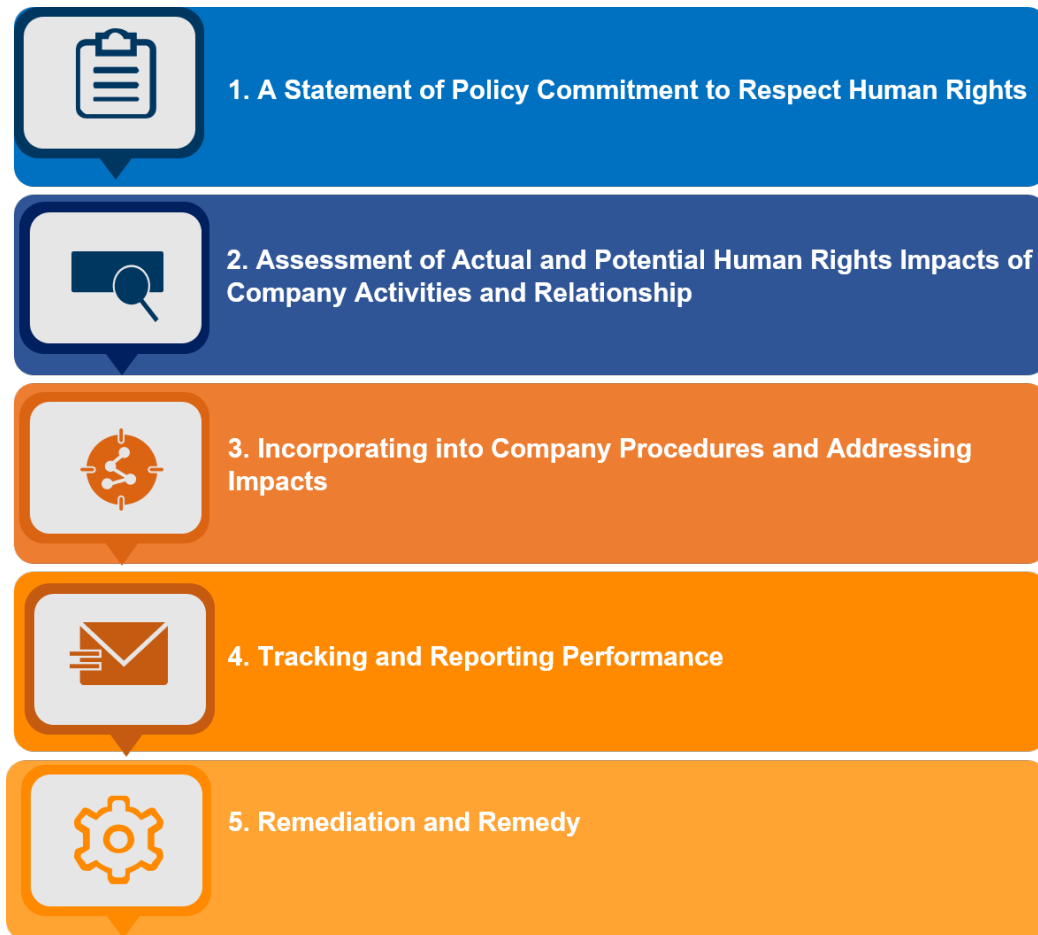 1. A Statement of Policy Commitment to Respect Human Rights
2. Assessment of Actual and Potential Human Rights Impacts of
Company Activities and Relationship
3. Incorporating into Company Procedures and Addressing
Impacts
4. Tracking and Reporting Performance
5. Remediation and Remedy